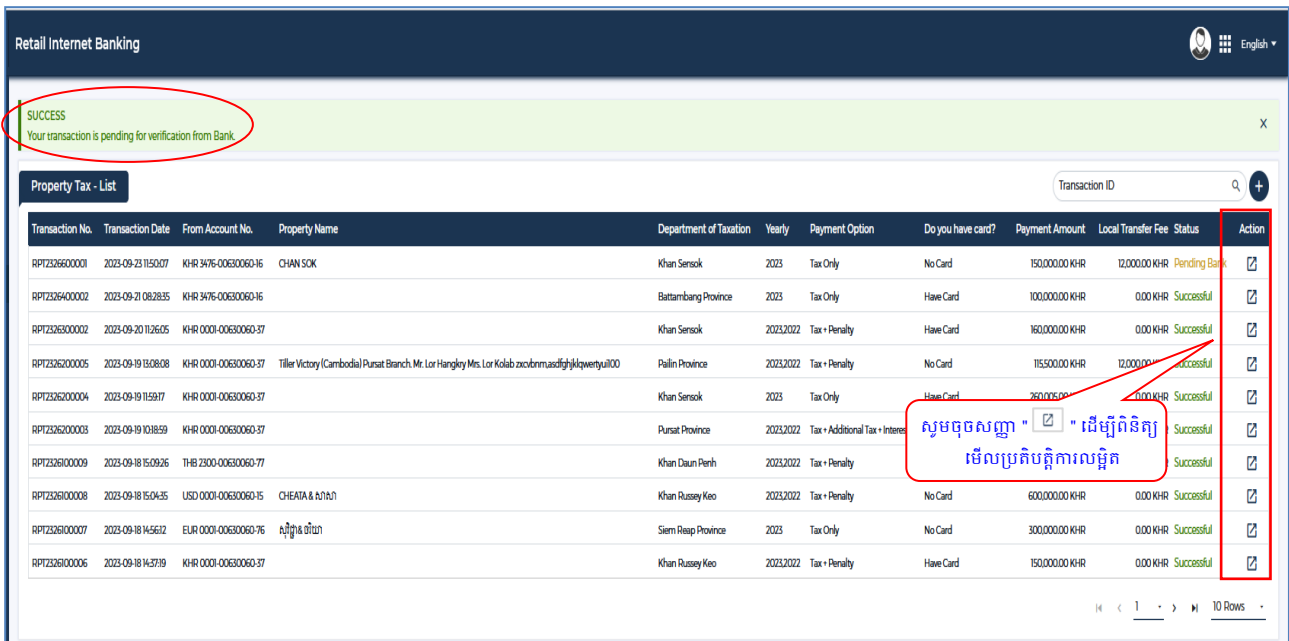 Retail Internet Banking
English
SUCCESS
Your transaction is pending for verification from Bank.
X
Property Tax - List
Transaction ID
Transaction No. Transaction Date From Account No. Property Name Department of Taxation Yearly Payment Option Do you have card? Payment Amount Local Transfer Fee Status Action
RPT2326600001 2023-09-23 11:50:07 KHR 3476-00630060-16 CHAN SOK Khan Sensok 2023 Tax Only No Card 150,000.00 KHR 12,000.00 KHR Pending Bank
RPT2326400002 2023-09-21 08:28:35 KHR 3476-00630060-16 Battambang Province 2023 Tax Only Have Card 100,000.00 KHR 0.00 KHR Successful
RPT2326300002 2023-09-20 11:26:05 KHR 0001-00630060-37 Khan Sensok 2023,2022 Tax + Penalty Have Card 160,000.00 KHR 0.00 KHR Successful
RPT2326200005 2023-09-19 13:08:08 KHR 0001-00630060-37 Tiller Victory (Cambodia) Pursat Branch. Mr. Lor Hangkry Mrs. Lor Kolab zxcvbnm,asdfghjklqwertyui100 Pailin Province 2023,2022 Tax + Penalty No Card 115,500.00 KHR Successful
RPT2326200004 2023-09-19 11:59:17 KHR 0001-00630060-37 Khan Sensok 2023 Tax Only Have Card 0.00 KHR Successful
RPT2326200003 2023-09-19 10:18:59 KHR 0001-00630060-37 Pursat Province 2023,2022 Tax + Additional Tax + Interes Successful
RPT2326100009 2023-09-18 15:09:26 THB 2300-00630060-77 Khan Daun Penh 2023,2022 Tax + Penalty Successful
សូមចុចសញ្ញា " " ដើម្បីពិនិត្យ
មើលប្រតិបត្តិការលម្អិត
RPT2326100008 2023-09-18 15:04:35 USD 0001-00630060-15 CHEATA & សាសា Khan Russey Keo 2023,2022 Tax + Penalty No Card 600,000.00 KHR 0.00 KHR Successful
RPT2326100007 2023-09-18 14:56:12 EUR 0001-00630060-76 Siem Reap Province 2023 Tax Only No Card 300,000.00 KHR 0.00 KHR Successful
RPT2326100006 2023-09-18 14:37:19 KHR 0001-00630060-37 Khan Russey Keo 2023,2022 Tax + Penalty Have Card 150,000.00 KHR 0.00 KHR Successful
1 10 Rows